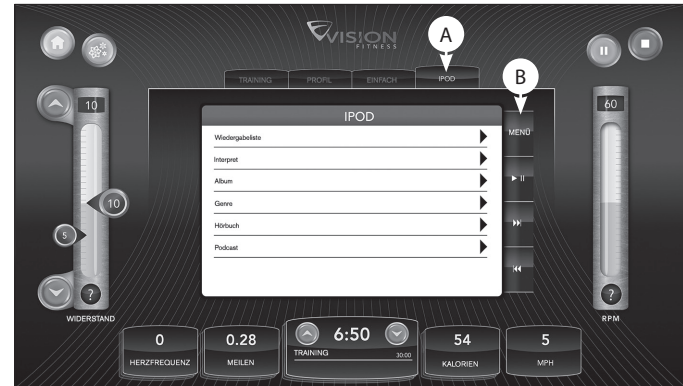 A
VISION
FITNESS
TRAINING PROFIL EINFACH IPOD
B
10
60
IPOD
MENÜ
Wiedergabeliste
Interpret
Album
Genre
Hörbuch
Podcast
10
5
?
?
WIDERSTAND
RPM
0
HERZFREQUENZ
0.28
MEILEN
6:50
TRAINING 30:00
54
KALORIEN
5
MPH